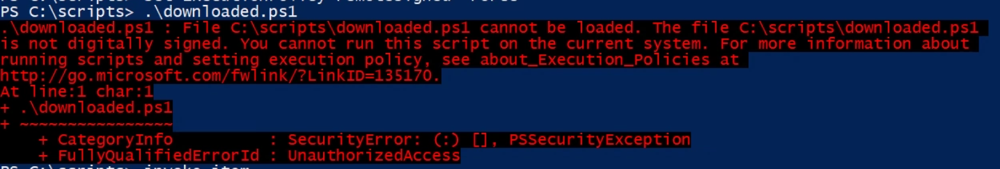 PS C:\scripts> .\downloaded.ps1
.\downloaded.ps1 : File C:\scripts\downloaded.ps1 cannot be loaded. The file C:\scripts\downloaded.ps1
is not digitally signed. You cannot run this script on the current system. For more information about
running scripts and setting execution policy, see about_Execution_Policies at
http://go.microsoft.com/fwlink/?LinkID=135170.
At line:1 char:1
+ .\downloaded.ps1
+ ~~~~~~~~~~~~~~~~
    + CategoryInfo          : SecurityError: (:) [], PSSecurityException
    + FullyQualifiedErrorId : UnauthorizedAccess
PS C:\scripts> invoke-item